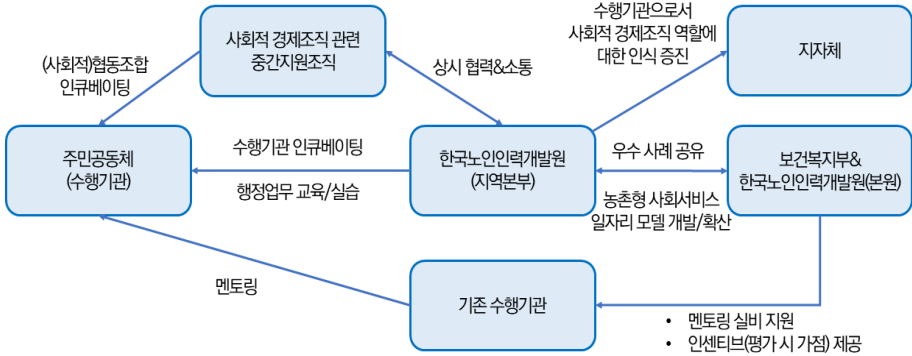 사회적 경제조직 관련
중간지원조직
수행기관으로서
사회적 경제조직 역할에
대한 인식 증진
지자체
(사회적)협동조합
인큐베이팅
상시 협력&소통
주민공동체
(수행기관)
수행기관 인큐베이팅
행정업무 교육/실습
한국노인인력개발원
(지역본부)
우수 사례 공유
농촌형 사회서비스
일자리 모델 개발/확산
보건복지부&
한국노인인력개발원(본원)
멘토링
기존 수행기관
• 멘토링 실비 지원
• 인센티브(평가 시 가점) 제공